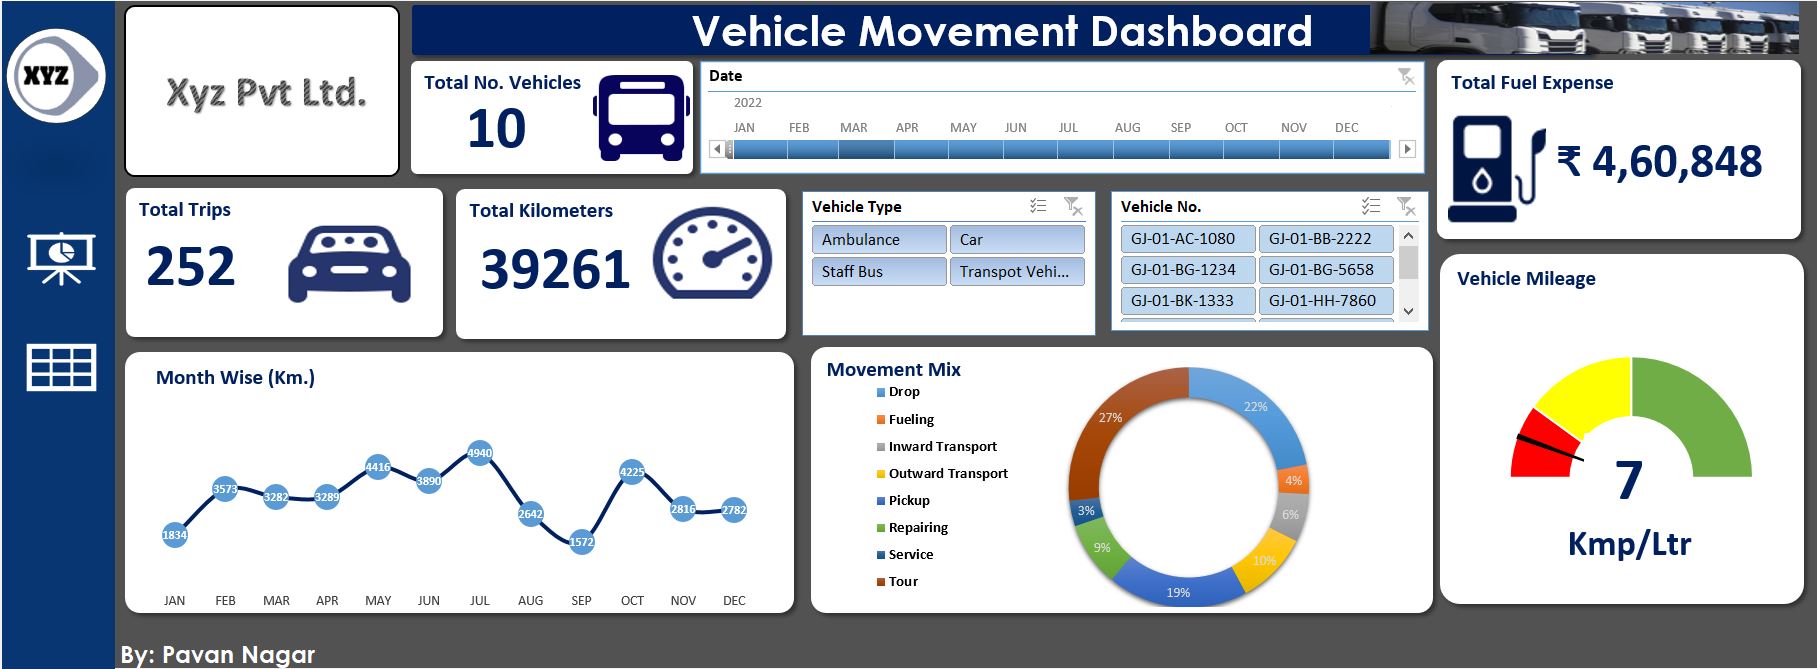 XYZ
Xyz Pvt Ltd.
Vehicle Movement Dashboard
Total No. Vehicles
10
Date
2022
JAN FEB MAR APR MAY JUN JUL AUG SEP OCT NOV DEC
Total Fuel Expense
₹ 4,60,848
Total Trips
252
Total Kilometers
39261
Vehicle Type
Ambulance Car
Staff Bus Transpot Vehi...
Vehicle No.
GJ-01-AC-1080 GJ-01-BB-2222
GJ-01-BG-1234 GJ-01-BG-5658
GJ-01-BK-1333 GJ-01-HH-7860
Vehicle Mileage
7
Kmp/Ltr
Month Wise (Km.)
1834 3573 3282 3289 4416 3890 4940 2642 1572 4225 2816 2782
JAN FEB MAR APR MAY JUN JUL AUG SEP OCT NOV DEC
Movement Mix
Drop
Fueling
Inward Transport
Outward Transport
Pickup
Repairing
Service
Tour
22%
4%
6%
10%
19%
9%
3%
27%
By: Pavan Nagar